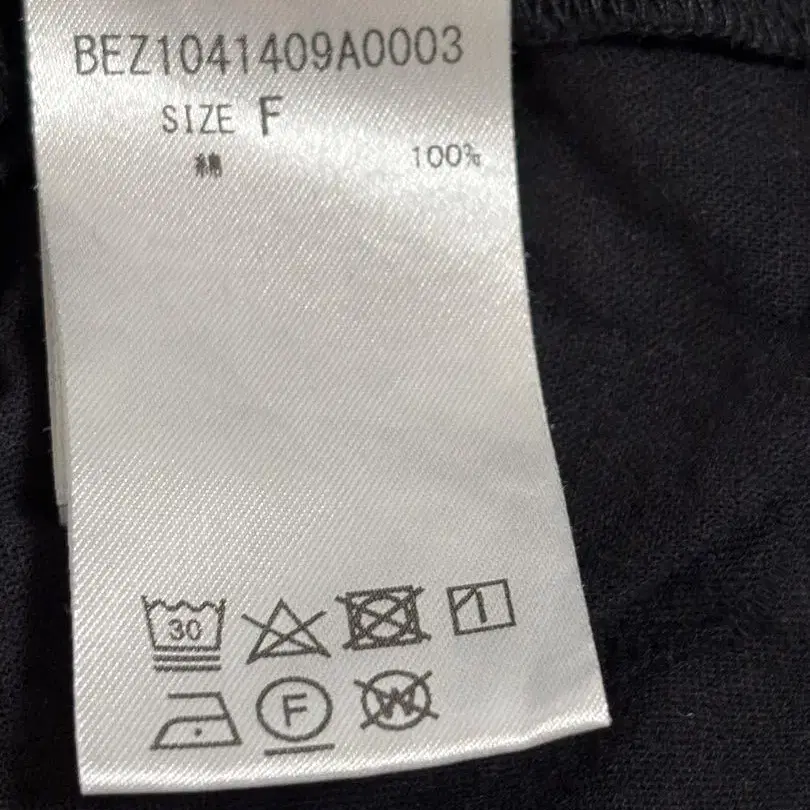 BEZ1041409A0003
SIZE F
綿 100%
30
F
W